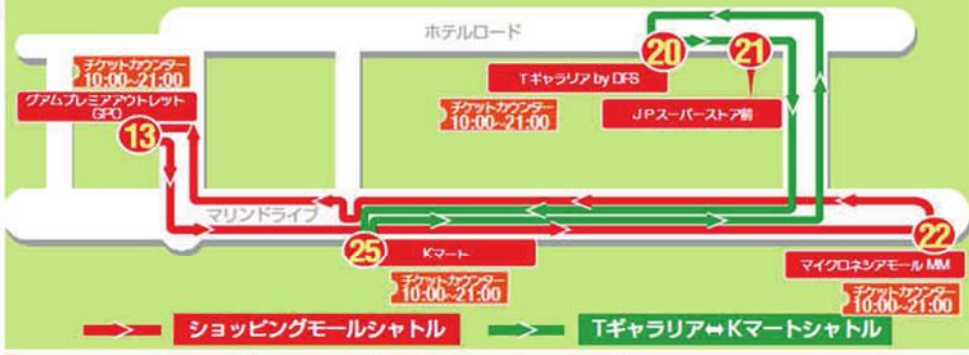 ホテルロード
20
21
チケットカウンター
10:00~21:00
Tギャラリア by DFS
グアムプレミアアウトレット
GPO
チケットカウンター
10:00~21:00
JPスーパーストア前
13
マリンドライブ
25
Kマート
22
マイクロネシアモール MM
チケットカウンター
10:00~21:00
チケットカウンター
10:00~21:00
ショッピングモールシャトル
Tギャラリア⇔Kマートシャトル